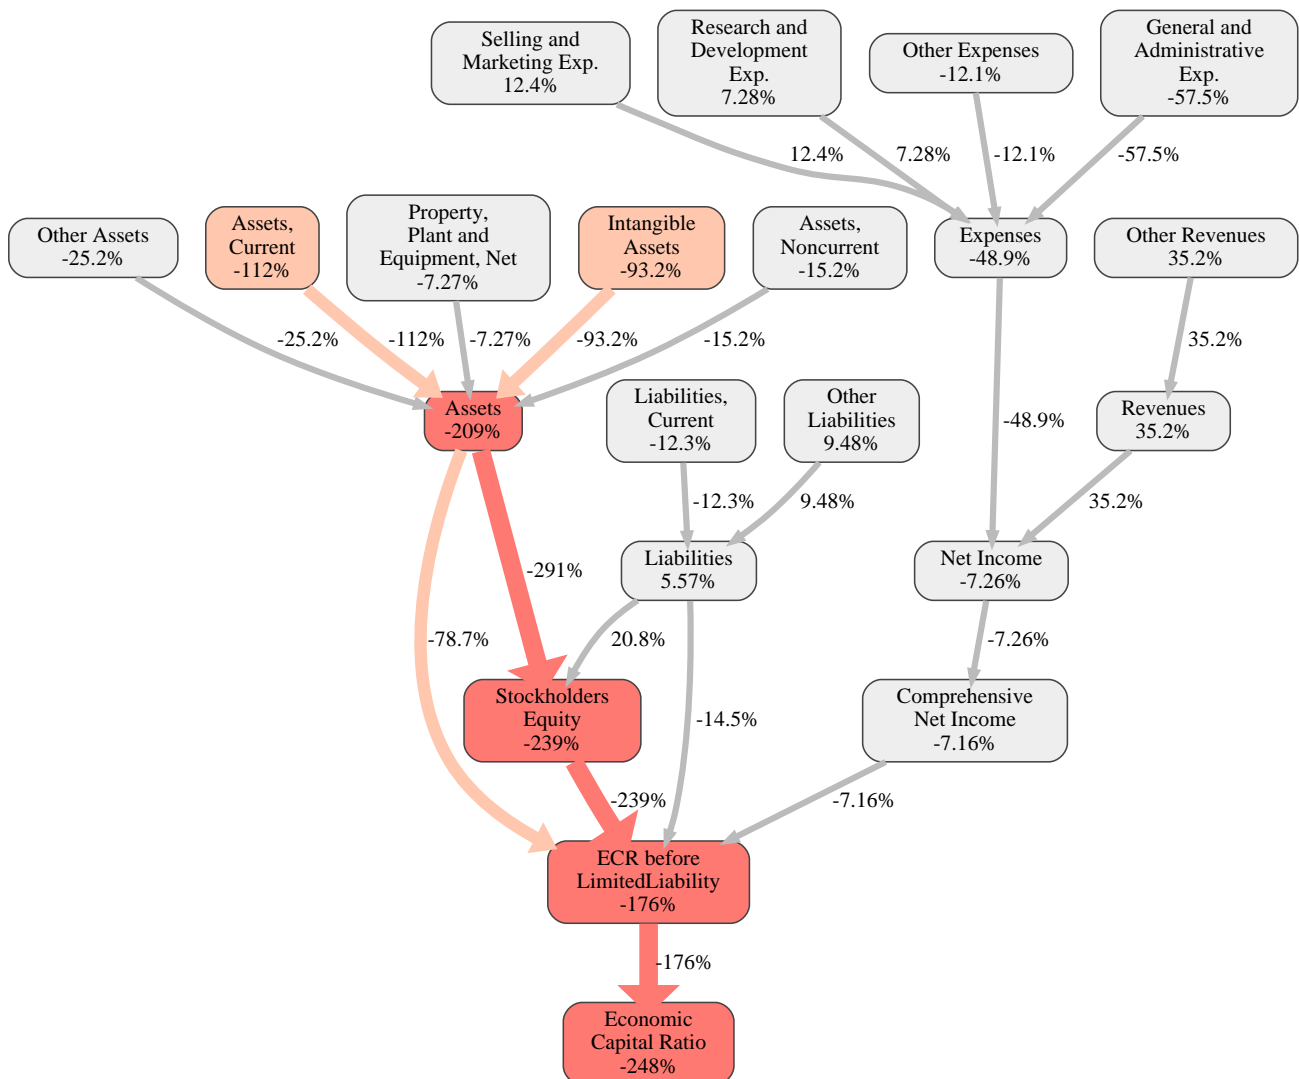 Selling and
Marketing Exp.
12.4%
Research and
Development
Exp.
7.28%
Other Expenses
-12.1%
General and
Administrative
Exp.
-57.5%
12.4%
7.28%
-12.1%
-57.5%
Other Assets
-25.2%
Assets,
Current
-112%
Property,
Plant and
Equipment, Net
-7.27%
Intangible
Assets
-93.2%
Assets,
Noncurrent
-15.2%
Expenses
-48.9%
Other Revenues
35.2%
-25.2%
-112%
-7.27%
-93.2%
-15.2%
35.2%
Assets
-209%
Liabilities,
Current
-12.3%
Other
Liabilities
9.48%
-48.9%
Revenues
35.2%
-12.3%
9.48%
35.2%
-291%
Liabilities
5.57%
Net Income
-7.26%
-78.7%
20.8%
-7.26%
Stockholders
Equity
-239%
-14.5%
Comprehensive
Net Income
-7.16%
-239%
-7.16%
ECR before
LimitedLiability
-176%
-176%
Economic
Capital Ratio
-248%